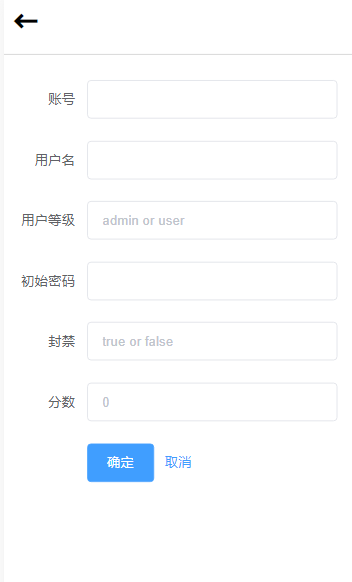 账号
用户名
用户等级 admin or user
初始密码
封禁 true or false
分数 0
确定 取消